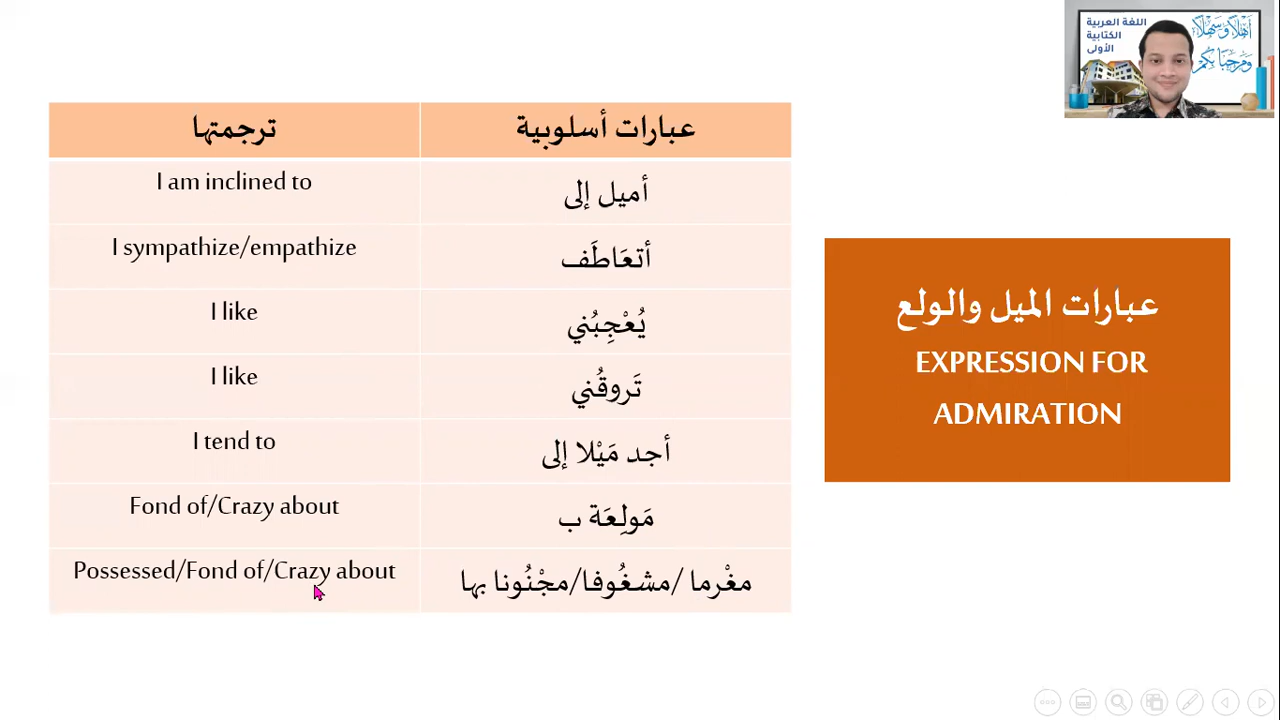 اللغة العربية
الكتابية
الأولى
أهلا وسهلا
ومرحبا بكم
عبارات أسلوبية
ترجمتها
أميل إلى
I am inclined to
أتعَاطَف
I sympathize/empathize
يُعْجِبُني
I like
تَروقُني
I like
أجد مَيْلا إلى
I tend to
مَولِعَة ب
Fond of/Crazy about
مغْرما /مشغُوفا/مجْنُونا بها
Possessed/Fond of/Crazy about
عبارات الميل والولع
EXPRESSION FOR
ADMIRATION